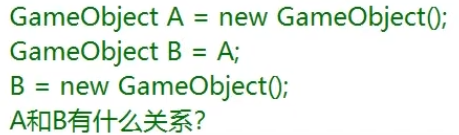 GameObject A = new GameObject();
GameObject B = A;
B = new GameObject();
A和B有什么关系?